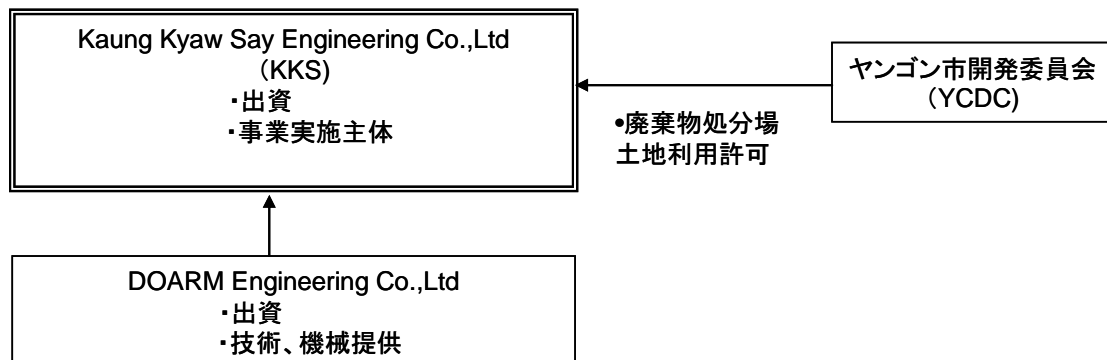 Kaung Kyaw Say Engineering Co.,Ltd
(KKS)
・出資
・事業実施主体
ヤンゴン市開発委員会
(YCDC)
•廃棄物処分場
土地利用許可
DOARM Engineering Co.,Ltd
・出資
・技術、機械提供